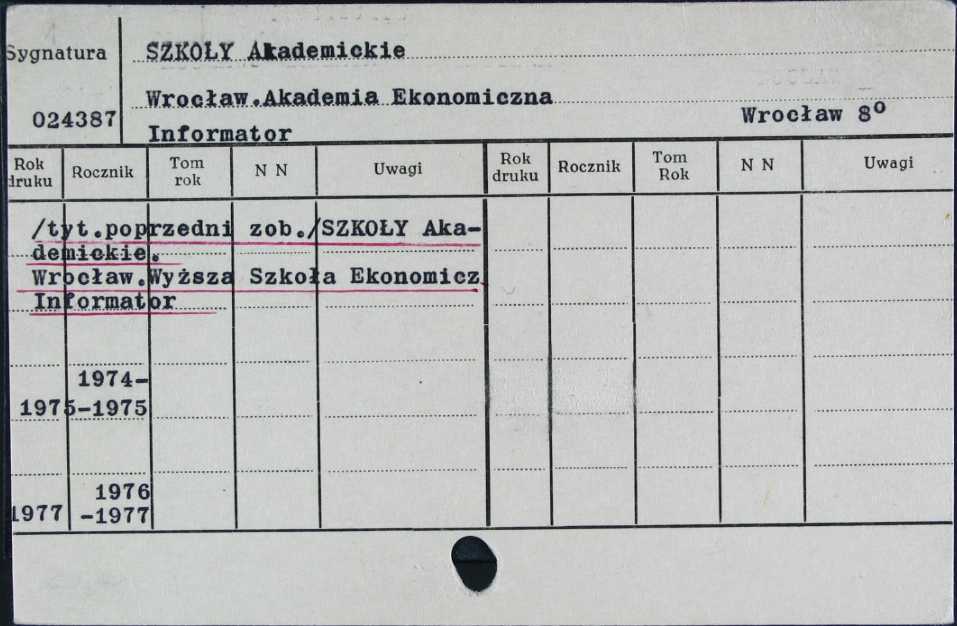 Sygnatura SZKOŁY Akademickie
Wrocław.Akademia Ekonomiczna
024387 Wrocław 8º
Informator
Rok druku Rocznik Tom rok N N Uwagi Rok druku Rocznik Tom Rok N N Uwagi
/tyt.poprzedni zob./SZKOŁY Aka-
demickie.
Wrocław.Wyższa Szkoła Ekonomicz.
Informator
1974-
1975-1975
1976
1977 -1977